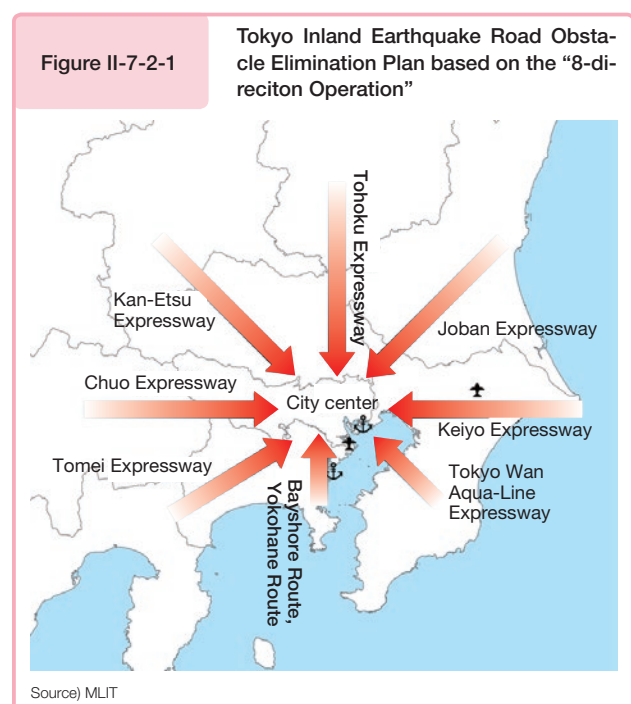 Figure II-7-2-1
Tokyo Inland Earthquake Road Obsta-
cle Elimination Plan based on the “8-di-
reciton Operation”
Tohoku Expressway
Kan-Etsu
Expressway
Joban Expressway
Chuo Expressway
City center
Keiyo Expressway
Tomei Expressway
Tokyo Wan
Aqua-Line
Expressway
Bayshore Route,
Yokohane Route
Source) MLIT